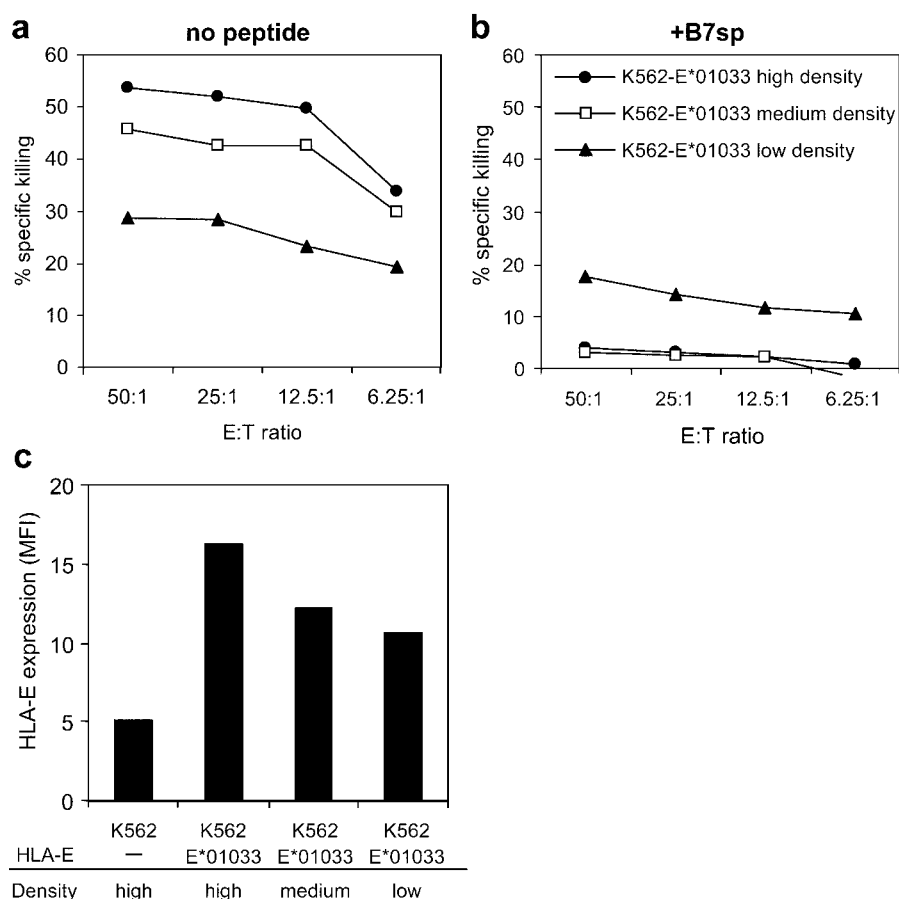 a
no peptide
60
50
40
30
20
10
0
% specific killing
50:1
25:1
12.5:1
6.25:1
E:T ratio
b
+B7sp
60
50
40
30
20
10
0
% specific killing
K562-E*01033 high density
K562-E*01033 medium density
K562-E*01033 low density
50:1
25:1
12.5:1
6.25:1
E:T ratio
c
20
15
10
5
0
HLA-E expression (MFI)
K562 K562 K562 K562
HLA-E — E*01033 E*01033 E*01033
Density high high medium low